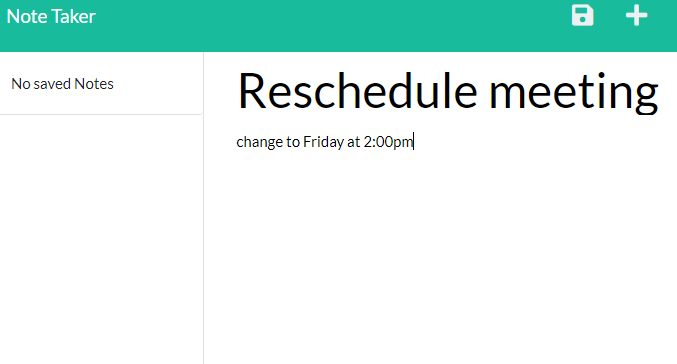 Note Taker
No saved Notes
Reschedule meeting
change to Friday at 2:00pm